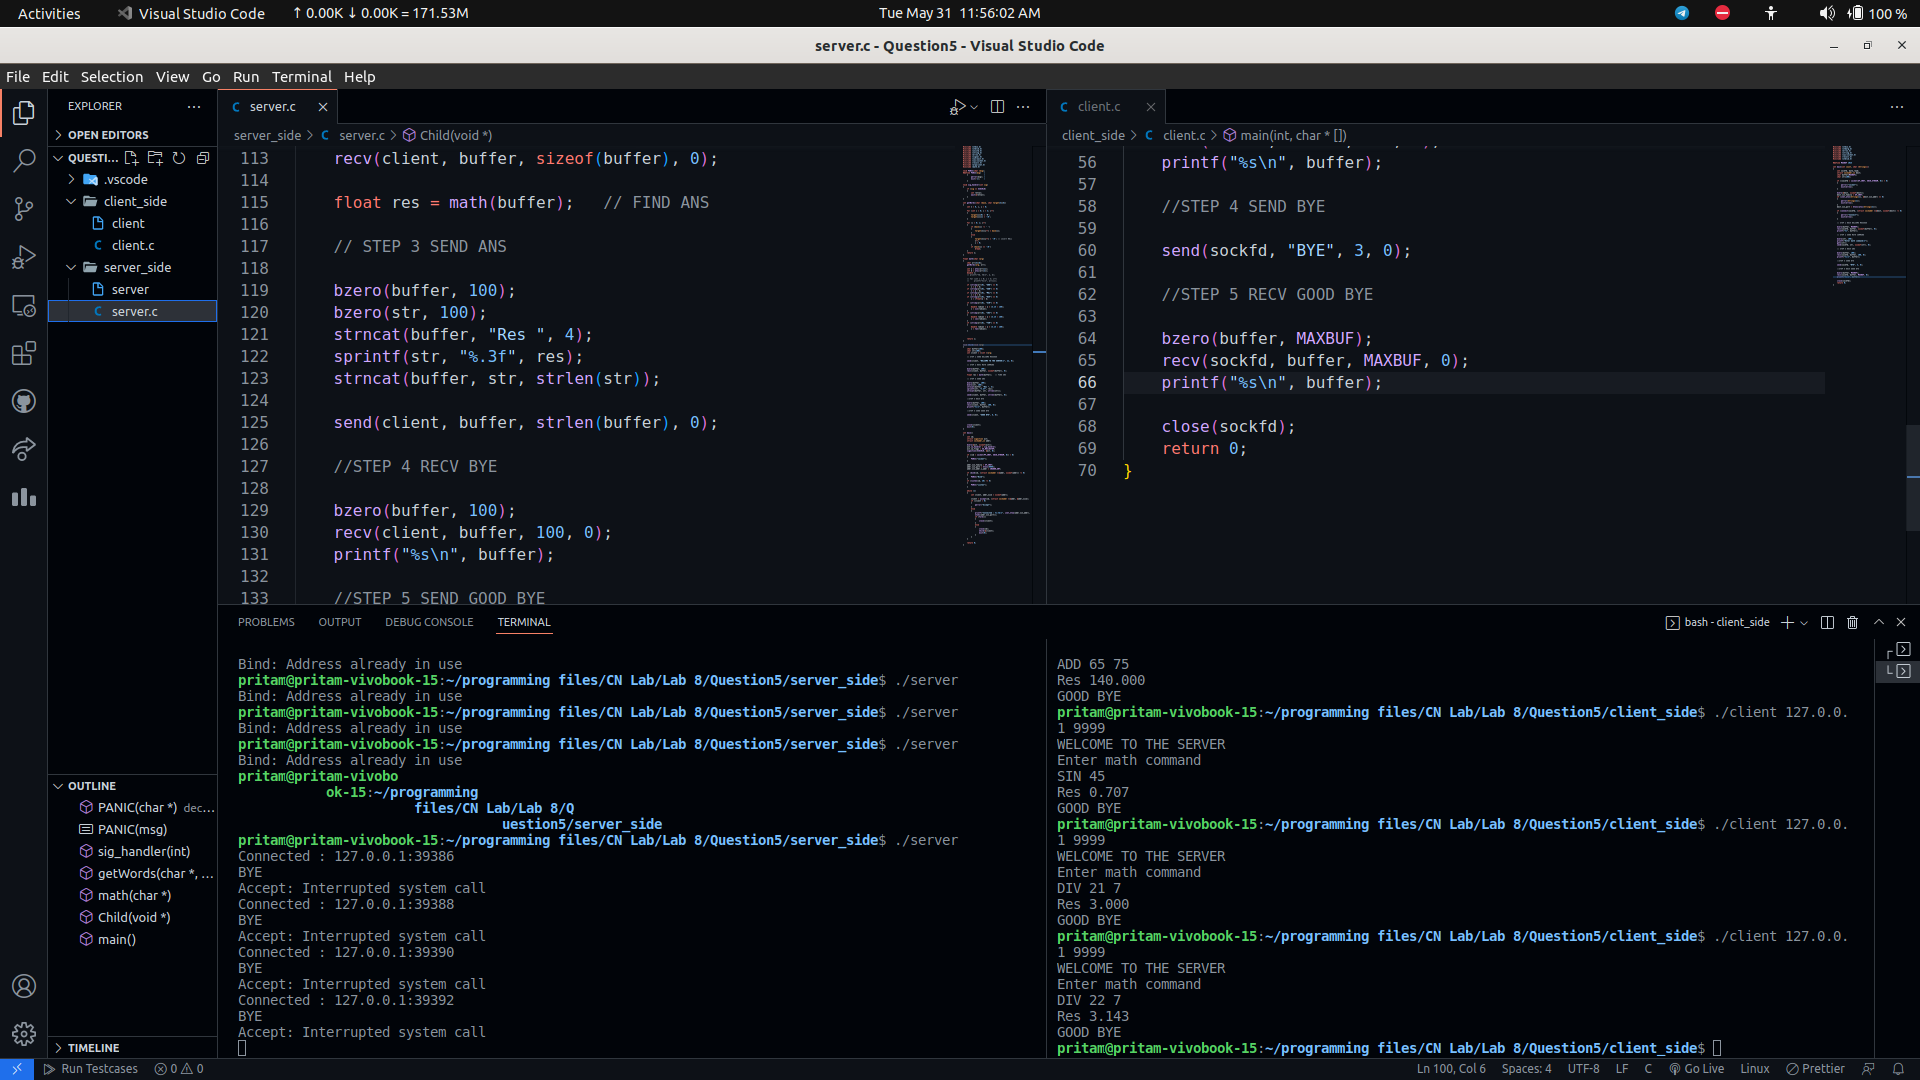 Activities
Visual Studio Code
↑ 0.00K ↓ 0.00K = 171.53M
Tue May 31 11:56:02 AM
100 %
server.c - Question5 - Visual Studio Code
File Edit Selection View Go Run Terminal Help
EXPLORER
OPEN EDITORS
QUESTI...
.vscode
client_side
client
client.c
server_side
server
server.c
OUTLINE
PANIC(char *) dec...
PANIC(msg)
sig_handler(int)
getWords(char *, ...
math(char *)
Child(void *)
main()
TIMELINE
server.c
server_side > C server.c > Child(void *)
113 recv(client, buffer, sizeof(buffer), 0);
114
115 float res = math(buffer); // FIND ANS
116
117 // STEP 3 SEND ANS
118
119 bzero(buffer, 100);
120 bzero(str, 100);
121 strncat(buffer, "Res ", 4);
122 sprintf(str, "%.3f", res);
123 strncat(buffer, str, strlen(str));
124
125 send(client, buffer, strlen(buffer), 0);
126
127 //STEP 4 RECV BYE
128
129 bzero(buffer, 100);
130 recv(client, buffer, 100, 0);
131 printf("%s\n", buffer);
132
133 //STEP 5 SEND GOOD BYE
client.c
client_side > C client.c > main(int, char * [])
56 printf("%s\n", buffer);
57
58 //STEP 4 SEND BYE
59
60 send(sockfd, "BYE", 3, 0);
61
62 //STEP 5 RECV GOOD BYE
63
64 bzero(buffer, MAXBUF);
65 recv(sockfd, buffer, MAXBUF, 0);
66 printf("%s\n", buffer);
67
68 close(sockfd);
69 return 0;
70 }
PROBLEMS OUTPUT DEBUG CONSOLE TERMINAL
bash - client_side
Bind: Address already in use
pritam@pritam-vivobook-15:~/programming files/CN Lab/Lab 8/Question5/server_side$ ./server
Bind: Address already in use
pritam@pritam-vivobook-15:~/programming files/CN Lab/Lab 8/Question5/server_side$ ./server
Bind: Address already in use
pritam@pritam-vivobook-15:~/programming files/CN Lab/Lab 8/Question5/server_side$ ./server
Bind: Address already in use
pritam@pritam-vivobo
ok-15:~/programming
files/CN Lab/Lab 8/Q
uestion5/server_side
pritam@pritam-vivobook-15:~/programming files/CN Lab/Lab 8/Question5/server_side$ ./server
Connected : 127.0.0.1:39386
BYE
Accept: Interrupted system call
Connected : 127.0.0.1:39388
BYE
Accept: Interrupted system call
Connected : 127.0.0.1:39390
BYE
Accept: Interrupted system call
Connected : 127.0.0.1:39392
BYE
Accept: Interrupted system call
ADD 65 75
Res 140.000
GOOD BYE
pritam@pritam-vivobook-15:~/programming files/CN Lab/Lab 8/Question5/client_side$ ./client 127.0.0.
1 9999
WELCOME TO THE SERVER
Enter math command
SIN 45
Res 0.707
GOOD BYE
pritam@pritam-vivobook-15:~/programming files/CN Lab/Lab 8/Question5/client_side$ ./client 127.0.0.
1 9999
WELCOME TO THE SERVER
Enter math command
DIV 21 7
Res 3.000
GOOD BYE
pritam@pritam-vivobook-15:~/programming files/CN Lab/Lab 8/Question5/client_side$ ./client 127.0.0.
1 9999
WELCOME TO THE SERVER
Enter math command
DIV 22 7
Res 3.143
GOOD BYE
pritam@pritam-vivobook-15:~/programming files/CN Lab/Lab 8/Question5/client_side$
Run Testcases 0 0
Ln 100, Col 6 Spaces: 4 UTF-8 LF C Go Live Linux Prettier